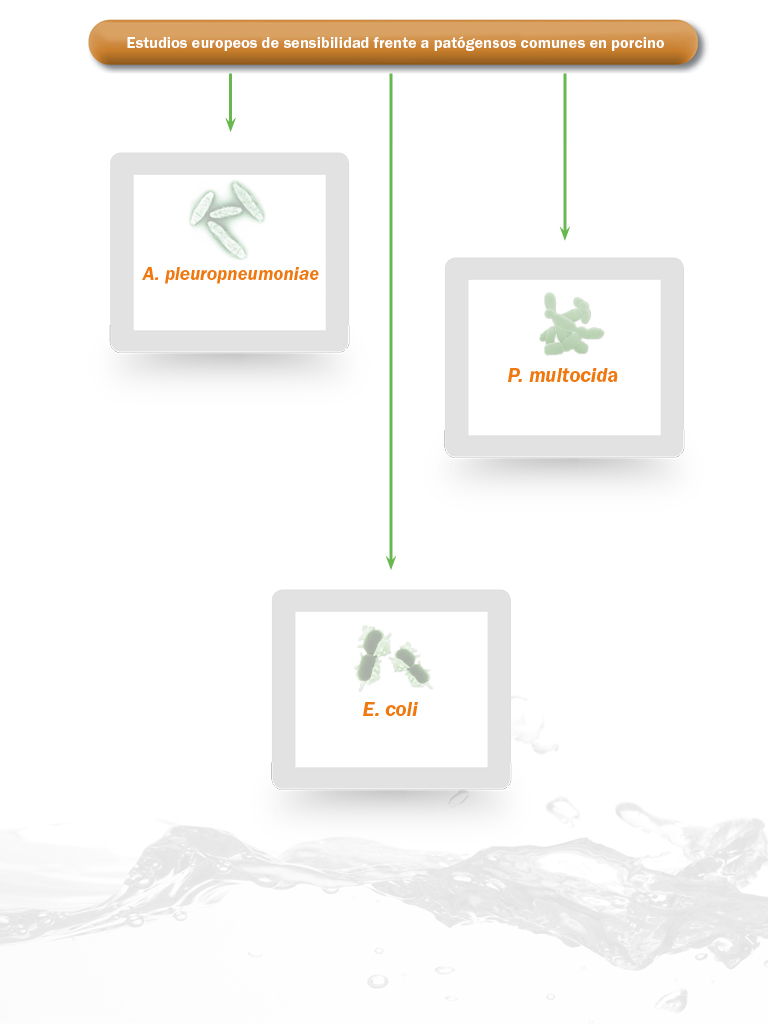 Estudios europeos de sensibilidad frente a patógensos comunes en porcino
A. pleuropneumoniae
P. multocida
E. coli